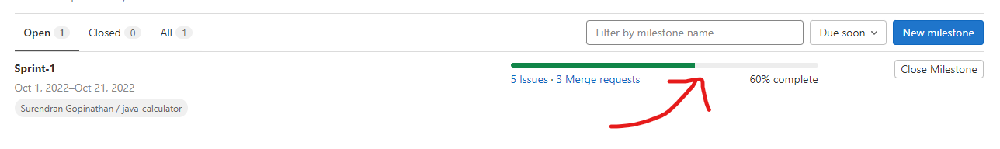 Open 1 Closed 0 All 1 Filter by milestone name Due soon New milestone
Sprint-1
5 Issues · 3 Merge requests 60% complete Close Milestone
Oct 1, 2022–Oct 21, 2022
Surendran Gopinathan / java-calculator